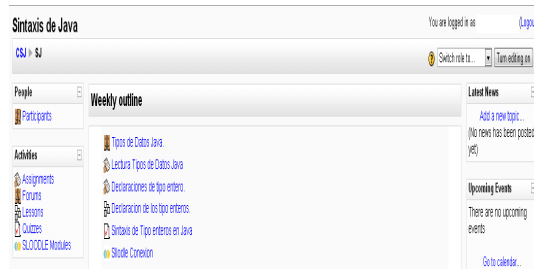 Sintaxis de Java
You are logged in as (Logou
CSJ ► SJ
Switch role to... Turn editing on
People
Participants
Activities
Assignments
Forums
Lessons
Quizzes
SLOODLE Modules
Weekly outline
Tipos de Datos Java.
Lectura Tipos de Datos Java
Declaraciones de tipo entero.
Declaracion de los tipo enteros.
Sintaxis de Tipo enteros en Java
Sllodle Conexion
Latest News
Add a new topic...
(No news has been posted
yet)
Upcoming Events
There are no upcoming
events
Go to calendar...